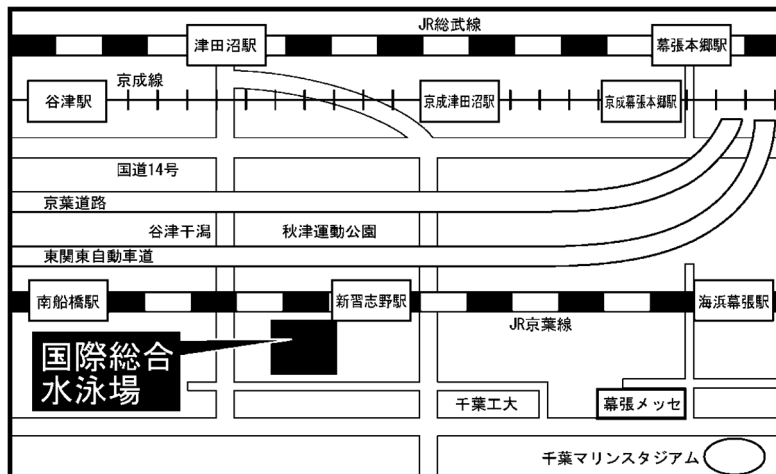 JR総武線
津田沼駅
幕張本郷駅
京成線
谷津駅
京成津田沼駅
京成幕張本郷駅
国道14号
京葉道路
谷津干潟
秋津運動公園
東関東自動車道
南船橋駅
新習志野駅
海浜幕張駅
JR京葉線
国際総合
水泳場
千葉工大
幕張メッセ
千葉マリンスタジアム